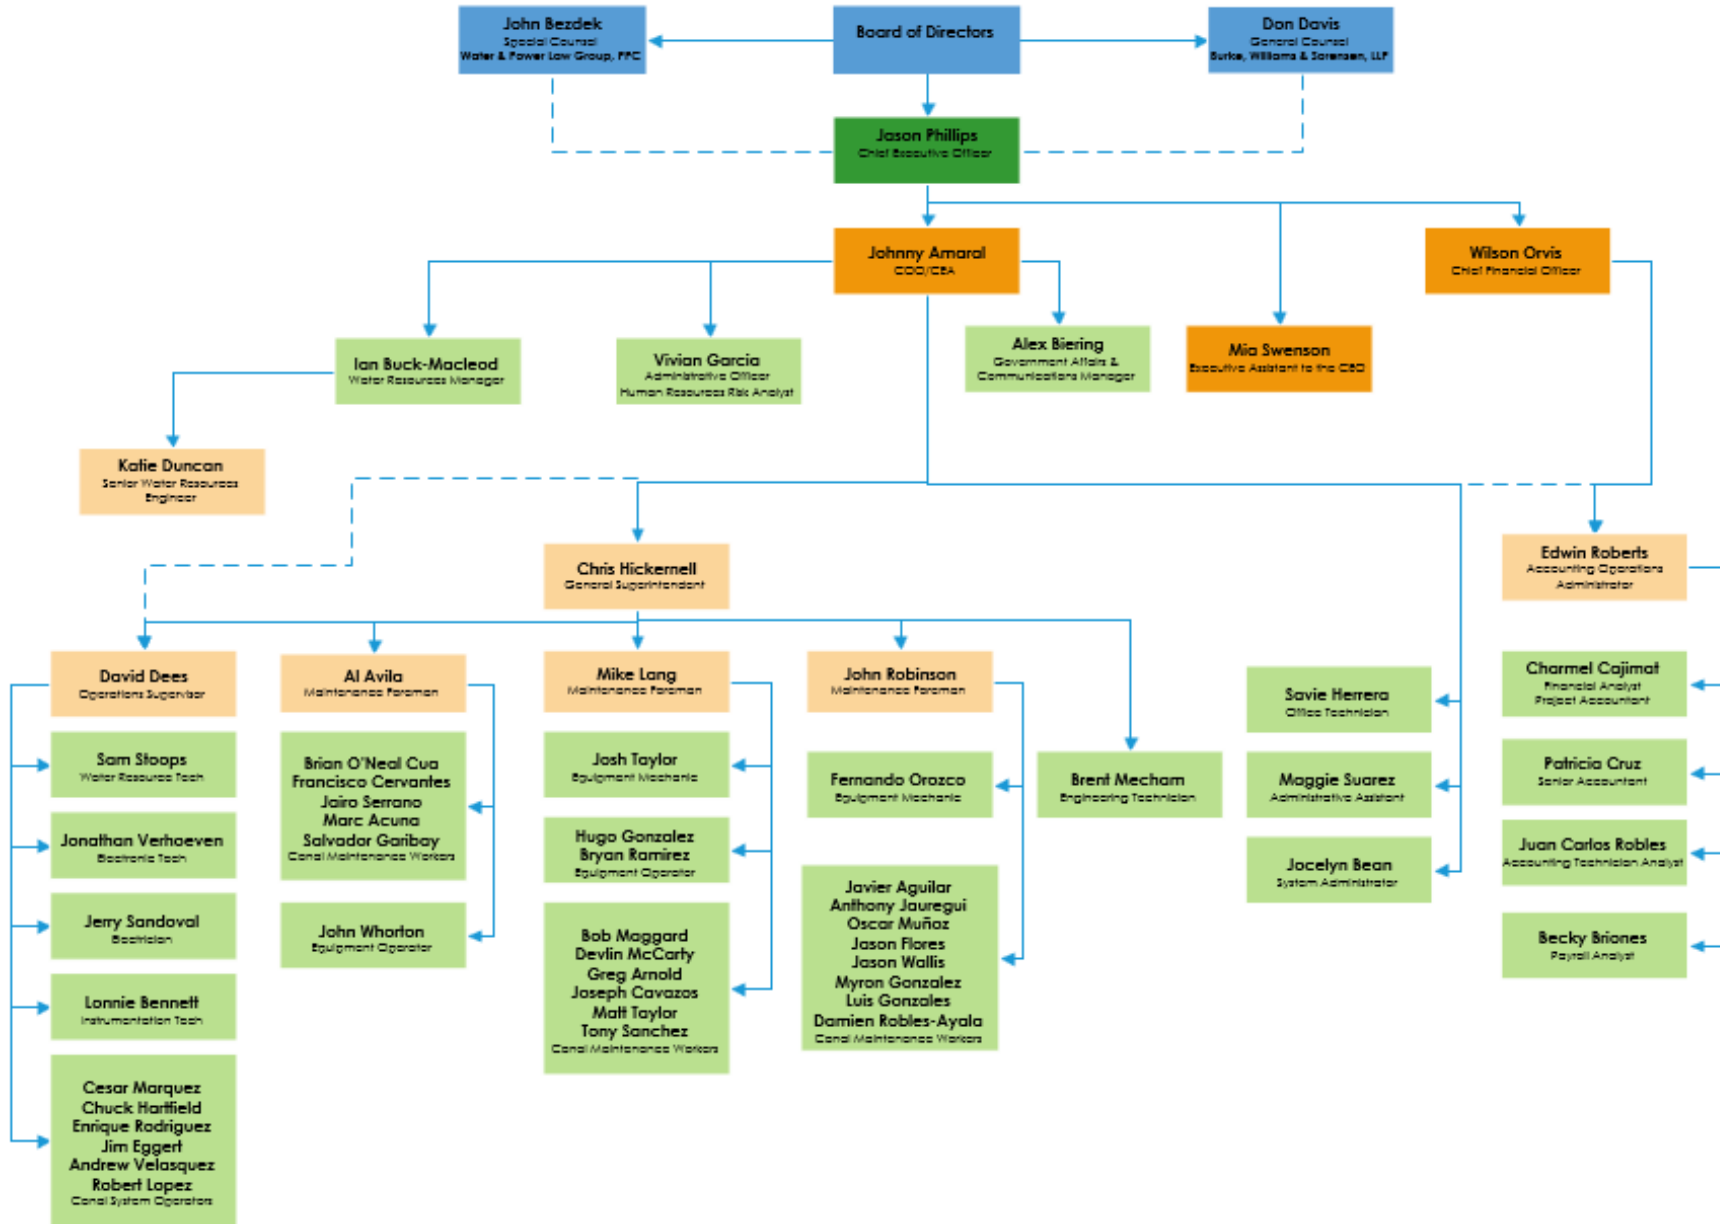 John Bezdek
Special Counsel
Water & Power Law Group, PPC
Board of Directors
Don Davis
General Counsel
Burke, Williams & Sorensen, LLP
Jason Phillips
Chief Executive Officer
Johnny Amaral
COO/CEA
Wilson Orvis
Chief Financial Officer
Ian Buck-Macleod
Water Resources Manager
Vivian Garcia
Administrative Officer
Human Resources Risk Analyst
Alex Biering
Government Affairs &
Communications Manager
Mia Swenson
Executive Assistant to the CEO
Katie Duncan
Senior Water Resources
Engineer
Chris Hickernell
General Superintendent
Edwin Roberts
Accounting Operations
Administrator
David Dees
Operations Supervisor
Sam Stoops
Water Resource Tech
Jonathan Verhoeven
Electronic Tech
Jerry Sandoval
Electrician
Lonnie Bennett
Instrumentation Tech
Cesar Marquez
Chuck Hartfield
Enrique Rodriguez
Jim Eggert
Andrew Velasquez
Robert Lopez
Canal System Operators
Al Avila
Maintenance Foreman
Brian O'Neal Cua
Francisco Cervantes
Jairo Serrano
Marc Acuna
Salvador Garibay
Canal Maintenance Workers
John Whorton
Equipment Operator
Mike Lang
Maintenance Foreman
Josh Taylor
Equipment Mechanic
Hugo Gonzalez
Bryan Ramirez
Equipment Operator
Bob Maggard
Devlin McCarty
Greg Arnold
Joseph Cavazos
Matt Taylor
Tony Sanchez
Canal Maintenance Workers
John Robinson
Maintenance Foreman
Fernando Orozco
Equipment Mechanic
Javier Aguilar
Anthony Jauregui
Oscar Muñoz
Jason Flores
Jason Wallis
Myron Gonzalez
Luis Gonzales
Damien Robles-Ayala
Canal Maintenance Workers
Brent Mecham
Engineering Technician
Savie Herrera
Office Technician
Maggie Suarez
Administrative Assistant
Jocelyn Bean
System Administrator
Charmel Cajimat
Financial Analyst
Project Accountant
Patricia Cruz
Senior Accountant
Juan Carlos Robles
Accounting Technician Analyst
Becky Briones
Payroll Analyst